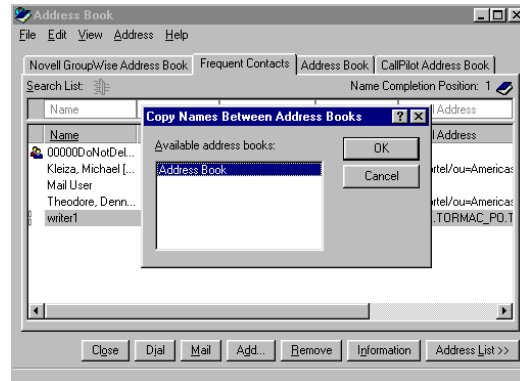 Address Book
File Edit View Address Help
Novell GroupWise Address Book Frequent Contacts Address Book CallPilot Address Book
Search List: Name Completion Position: 1
Name Address
Copy Names Between Address Books
Name Address
00000DoNotDel...
Kleiza, Michael [... rtel/ou=Americas
Mail User
Theodore, Denn... rtel/ou=Americas
writer1 .TORMAC_PO.T
Available address books:
Address Book
OK
Cancel
Close Dial Mail Add... Remove Information Address List >>